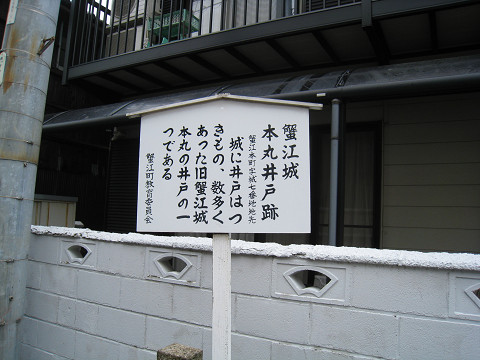 蟹江城
本丸井戸跡
蟹江本町字城七番地地先
城に井戸はつ
きもの、数多く
あった旧蟹江城
本丸の井戸の一
つである
蟹江町教育委員会